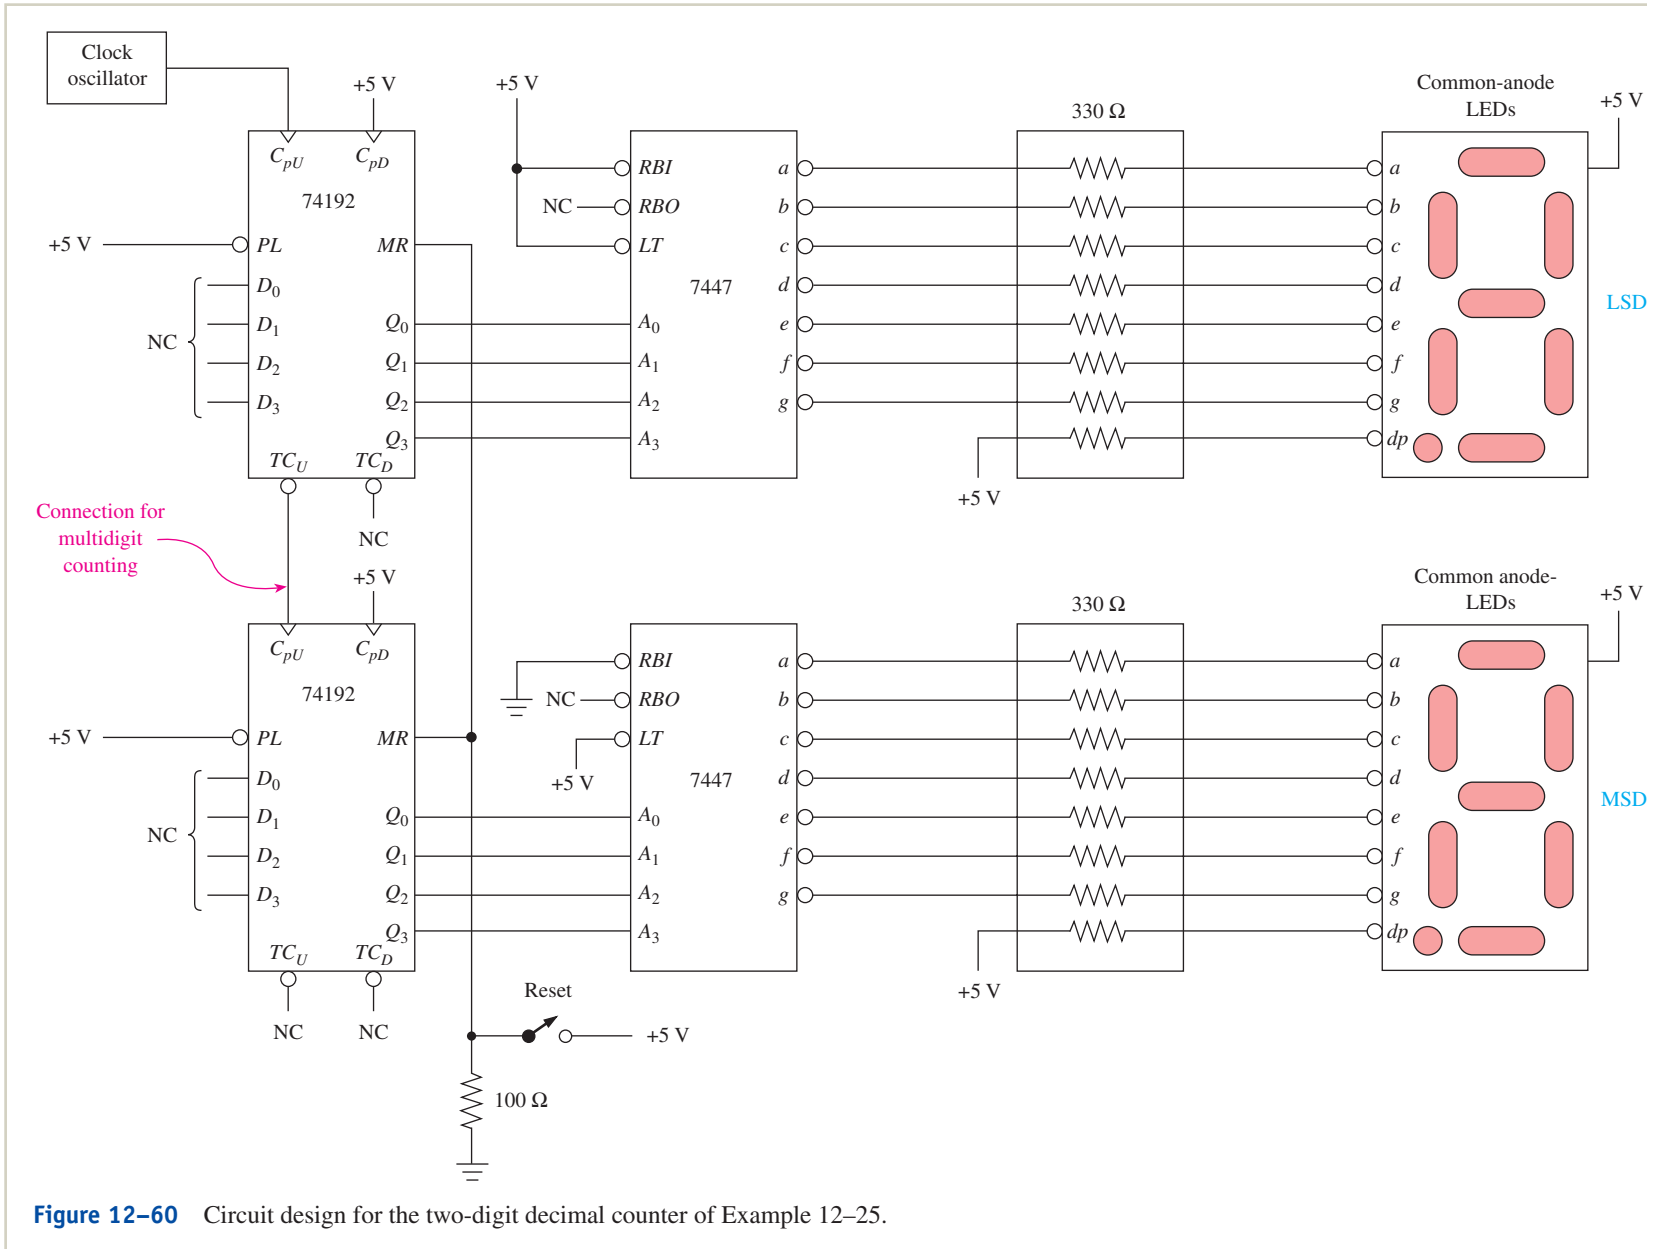 Clock
oscillator
+5 V
+5 V
330 Ω
Common-anode
LEDs
+5 V
CpU
CpD
74192
+5 V
PL
MR
D0
D1
D2
D3
NC
Q0
Q1
Q2
Q3
TCU
TCD
NC
RBI
NC
RBO
LT
7447
A0
A1
A2
A3
a
b
c
d
e
f
g
+5 V
a
b
c
d
e
f
g
dp
LSD
Connection for
multidigit
counting
+5 V
330 Ω
Common anode-
LEDs
+5 V
CpU
CpD
74192
+5 V
PL
MR
D0
D1
D2
D3
NC
Q0
Q1
Q2
Q3
TCU
TCD
NC
NC
RBI
NC
RBO
LT
+5 V
7447
A0
A1
A2
A3
a
b
c
d
e
f
g
+5 V
a
b
c
d
e
f
g
dp
MSD
Reset
+5 V
100 Ω
Figure 12–60 Circuit design for the two-digit decimal counter of Example 12–25.